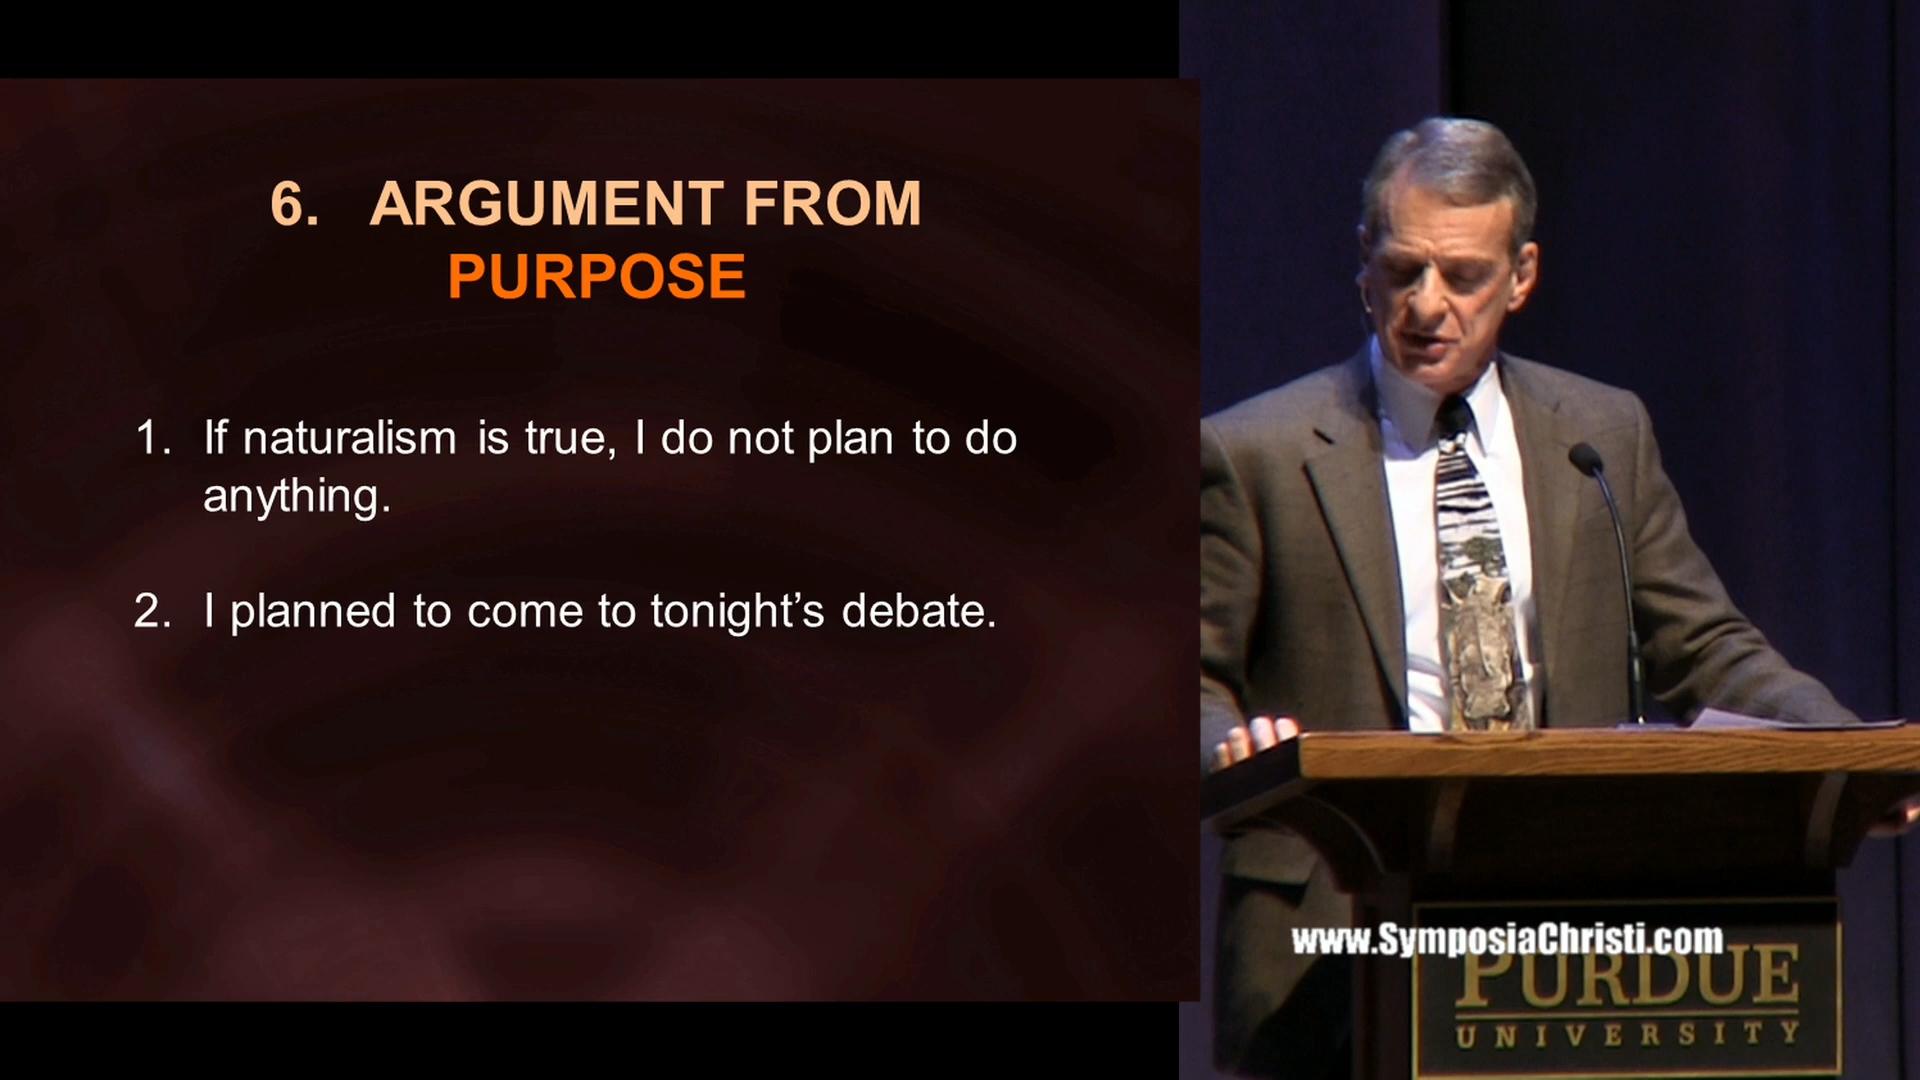 6. ARGUMENT FROM
PURPOSE
1. If naturalism is true, I do not plan to do
anything.
2. I planned to come to tonight’s debate.
www.SymposiaChristi.com
PURDUE
UNIVERSITY